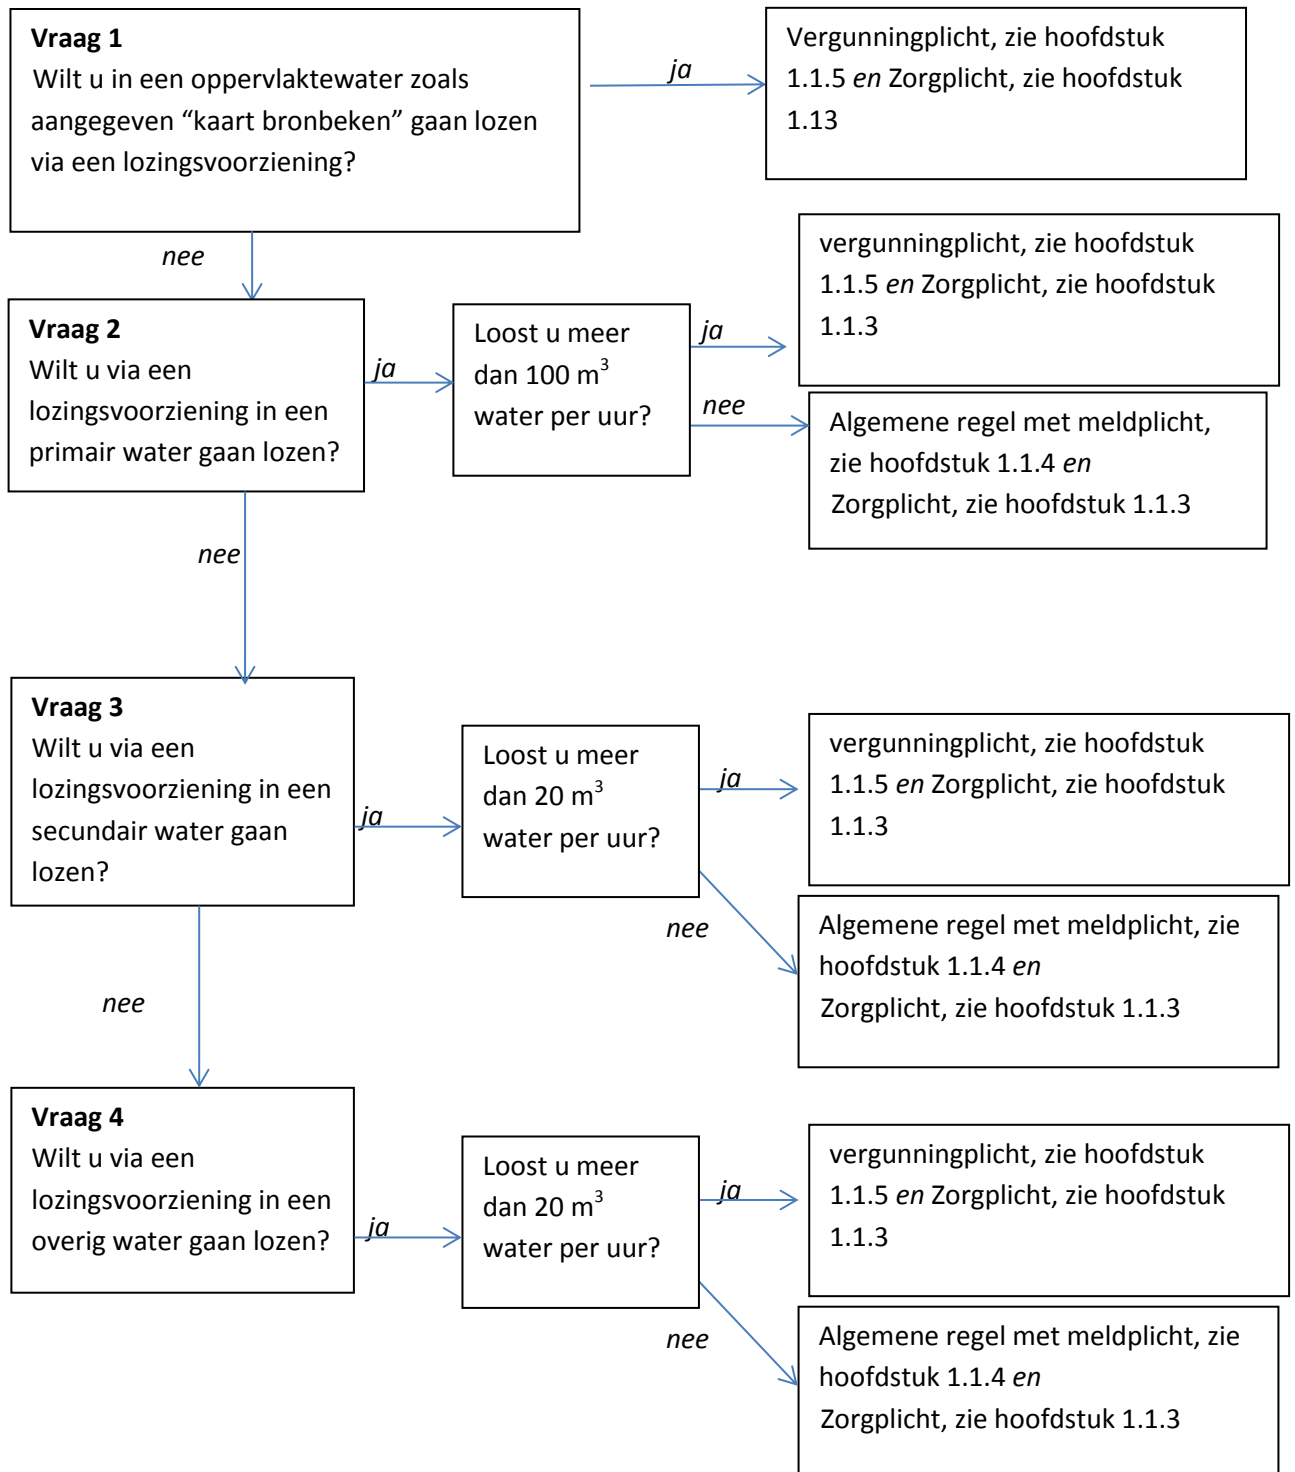 Vraag 1
Wilt u in een oppervlaktewater zoals
aangegeven “kaart bronbeken” gaan lozen
via een lozingsvoorziening?
ja
Vergunningplicht, zie hoofdstuk
1.1.5 en Zorgplicht, zie hoofdstuk
1.13
nee
Vraag 2
Wilt u via een
lozingsvoorziening in een
primair water gaan lozen?
ja
Loost u meer
dan 100 m³
water per uur?
ja
vergunningplicht, zie hoofdstuk
1.1.5 en Zorgplicht, zie hoofdstuk
1.1.3
nee
Algemene regel met meldplicht,
zie hoofdstuk 1.1.4 en
Zorgplicht, zie hoofdstuk 1.1.3
nee
Vraag 3
Wilt u via een
lozingsvoorziening in een
secundair water gaan
lozen?
ja
Loost u meer
dan 20 m³
water per uur?
ja
vergunningplicht, zie hoofdstuk
1.1.5 en Zorgplicht, zie hoofdstuk
1.1.3
nee
Algemene regel met meldplicht, zie
hoofdstuk 1.1.4 en
Zorgplicht, zie hoofdstuk 1.1.3
nee
Vraag 4
Wilt u via een
lozingsvoorziening in een
overig water gaan lozen?
ja
Loost u meer
dan 20 m³
water per uur?
ja
vergunningplicht, zie hoofdstuk
1.1.5 en Zorgplicht, zie hoofdstuk
1.1.3
nee
Algemene regel met meldplicht, zie
hoofdstuk 1.1.4 en
Zorgplicht, zie hoofdstuk 1.1.3